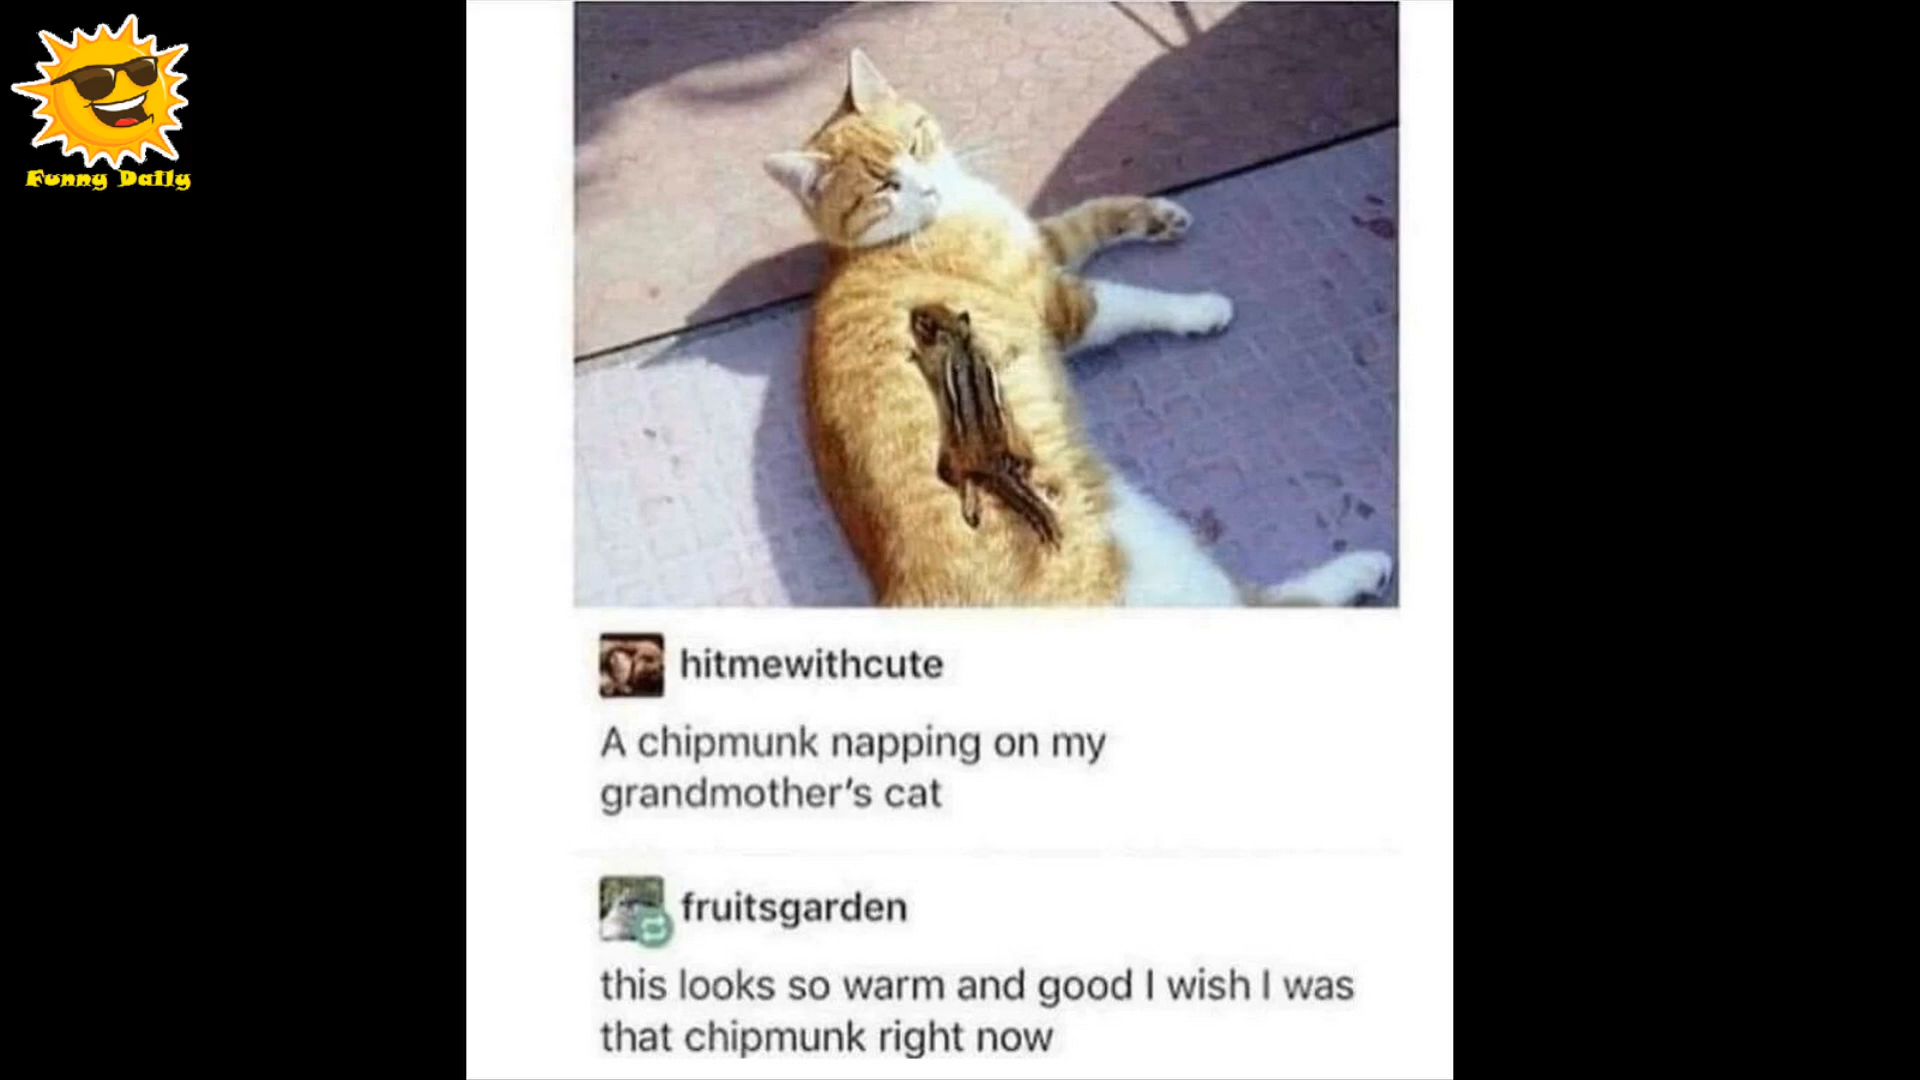 Funny Daily
hitmewithcute
A chipmunk napping on my
grandmother's cat
fruitsgarden
this looks so warm and good I wish I was
that chipmunk right now